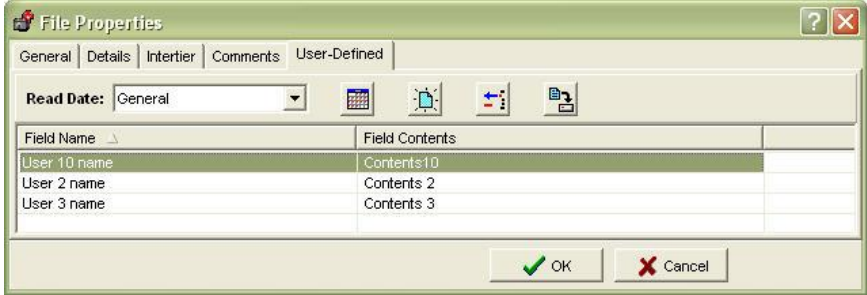 File Properties
General Details Intertier Comments User-Defined
Read Date: General
Field Name Field Contents
User 10 name Contents10
User 2 name Contents 2
User 3 name Contents 3
OK Cancel